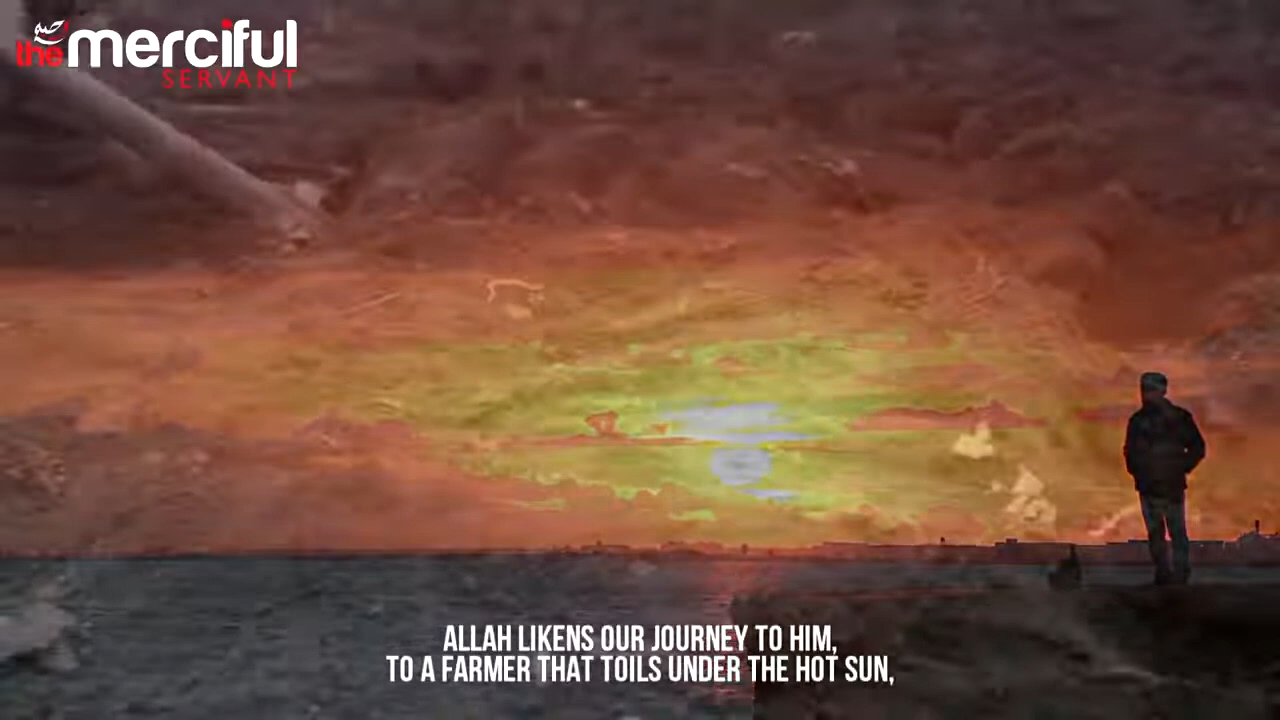 the merciful
SERVANT
ALLAH LIKENS OUR JOURNEY TO HIM,
TO A FARMER THAT TOILS UNDER THE HOT SUN,